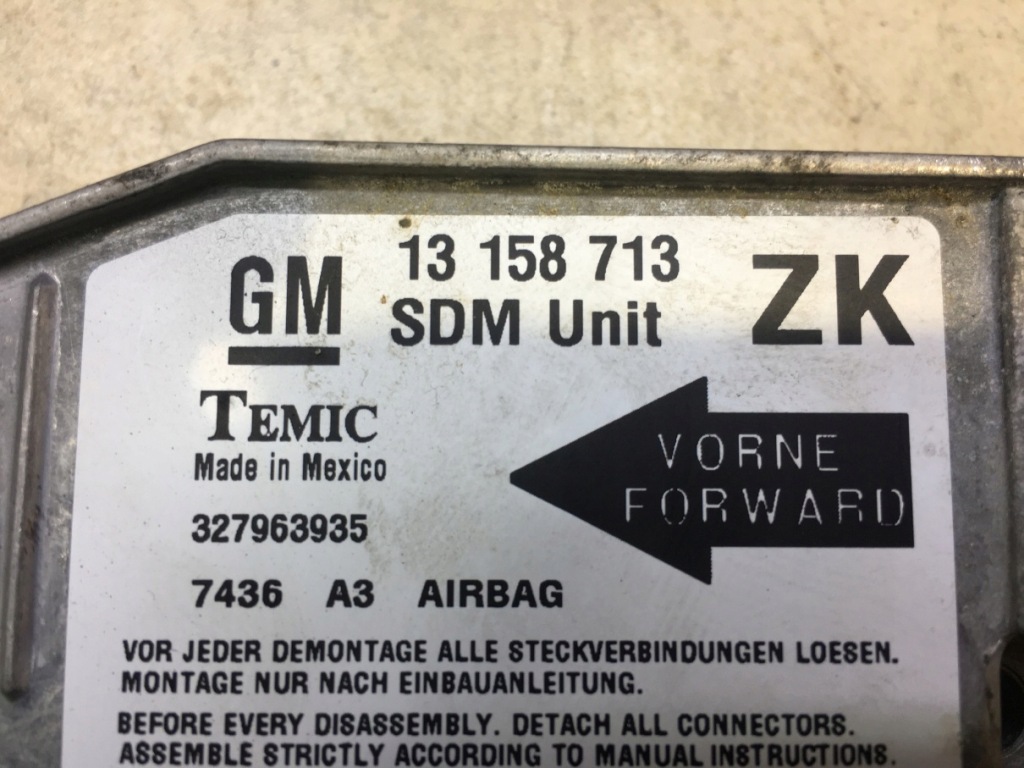 GM 13 158 713 ZK
SDM Unit
TEMIC
Made in Mexico
VORNE
FORWARD
327963935
7436 A3 AIRBAG
VOR JEDER DEMONTAGE ALLE STECKVERBINDUNGEN LOESEN.
MONTAGE NUR NACH EINBAUANLEITUNG.
BEFORE EVERY DISASSEMBLY. DETACH ALL CONNECTORS.
ASSEMBLE STRICTLY ACCORDING TO MANUAL INSTRUCTIONS.